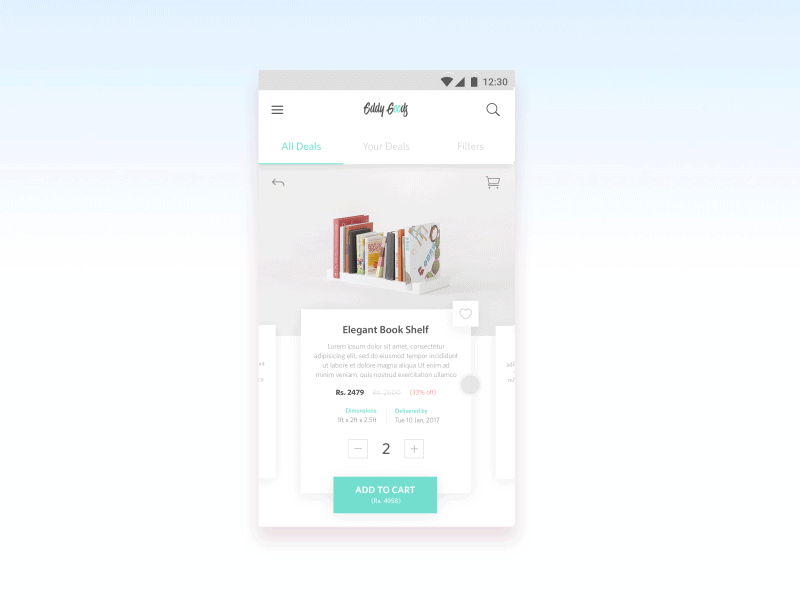 12:30
Eddy Goods
All Deals Your Deals Filters
Elegant Book Shelf
Lorem ipsum dolor sit amet, consectetur
adipisicing elit, sed do eiusmod tempor incididunt
ut labore et dolore magna aliqua Ut enim ad
minim veniam, quis nostrud exercitation ullamco
Rs. 2479 Rs. 2600 (33% off)
Dimensions Delivered by
1ft x 2ft x 2.5ft Tue 10 Jan, 2017
2
ADD TO CART
(Rs. 4958)